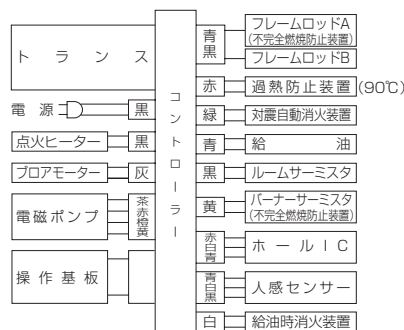 トランス
電源
黒
点火ヒーター
黒
ブロアモーター
灰
電磁ポンプ
茶
赤
橙
黄
操作基板
コントローラー
青
黒
フレームロッドA
(不完全燃焼防止装置)
フレームロッドB
赤
過熱防止装置(90℃)
緑
対震自動消火装置
青
給油
黒
ルームサーミスタ
黄
バーナーサーミスタ
(不完全燃焼防止装置)
赤
白
青
ホールIC
青
白
黒
人感センサー
白
給油時消火装置